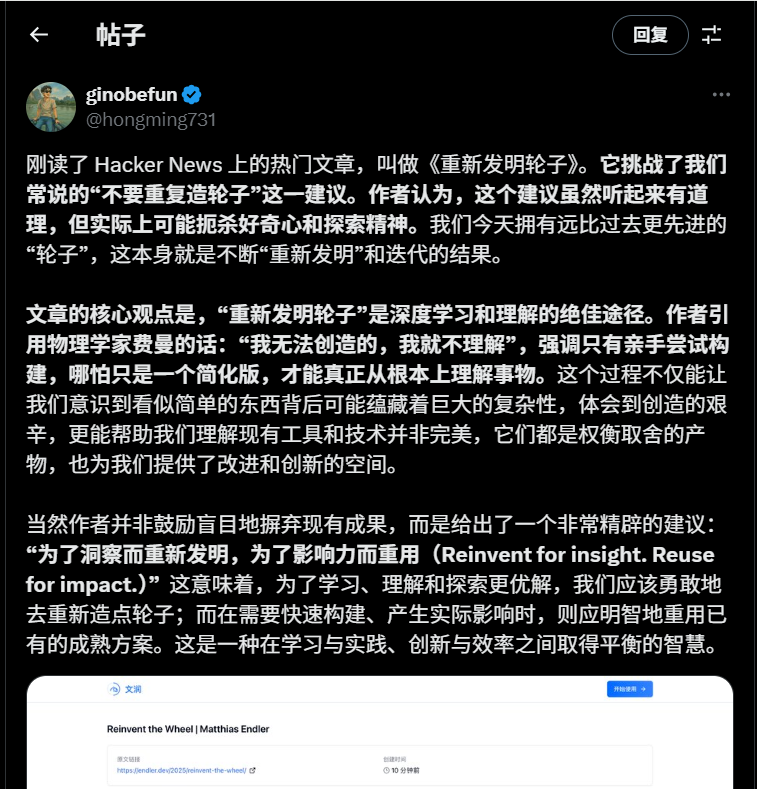 帖子
回复
ginobefun
@hongming731
刚读了 Hacker News 上的热门文章，叫做《重新发明轮子》。它挑战了我们
常说的“不要重复造轮子”这一建议。作者认为，这个建议虽然听起来有道
理，但实际上可能扼杀好奇心和探索精神。我们今天拥有远比过去更先进的
“轮子”，这本身就是不断“重新发明”和迭代的结果。
文章的核心观点是，“重新发明轮子”是深度学习和理解的绝佳途径。作者引
用物理学家费曼的话：“我无法创造的，我就不理解”，强调只有亲手尝试构
建，哪怕只是一个简化版，才能真正从根本上理解事物。这个过程不仅能让
我们意识到看似简单的东西背后可能蕴藏着巨大的复杂性，体会到创造的艰
辛，更能帮助我们理解现有工具和技术并非完美，它们都是权衡取舍的产
物，也为我们提供了改进和创新的空间。
当然作者并非鼓励盲目地摒弃现有成果，而是给出了一个非常精辟的建议：
“为了洞察而重新发明，为了影响力而重用（Reinvent for insight. Reuse
for impact.）” 这意味着，为了学习、理解和探索更优解，我们应该勇敢地
去重新造点轮子；而在需要快速构建、产生实际影响时，则应明智地重用已
有的成熟方案。这是一种在学习与实践、创新与效率之间取得平衡的智慧。
文润
开始使用 →
Reinvent the Wheel | Matthias Endler
原文链接
创建时间
https://endler.dev/2025/reinvent-the-wheel/
10 分钟前